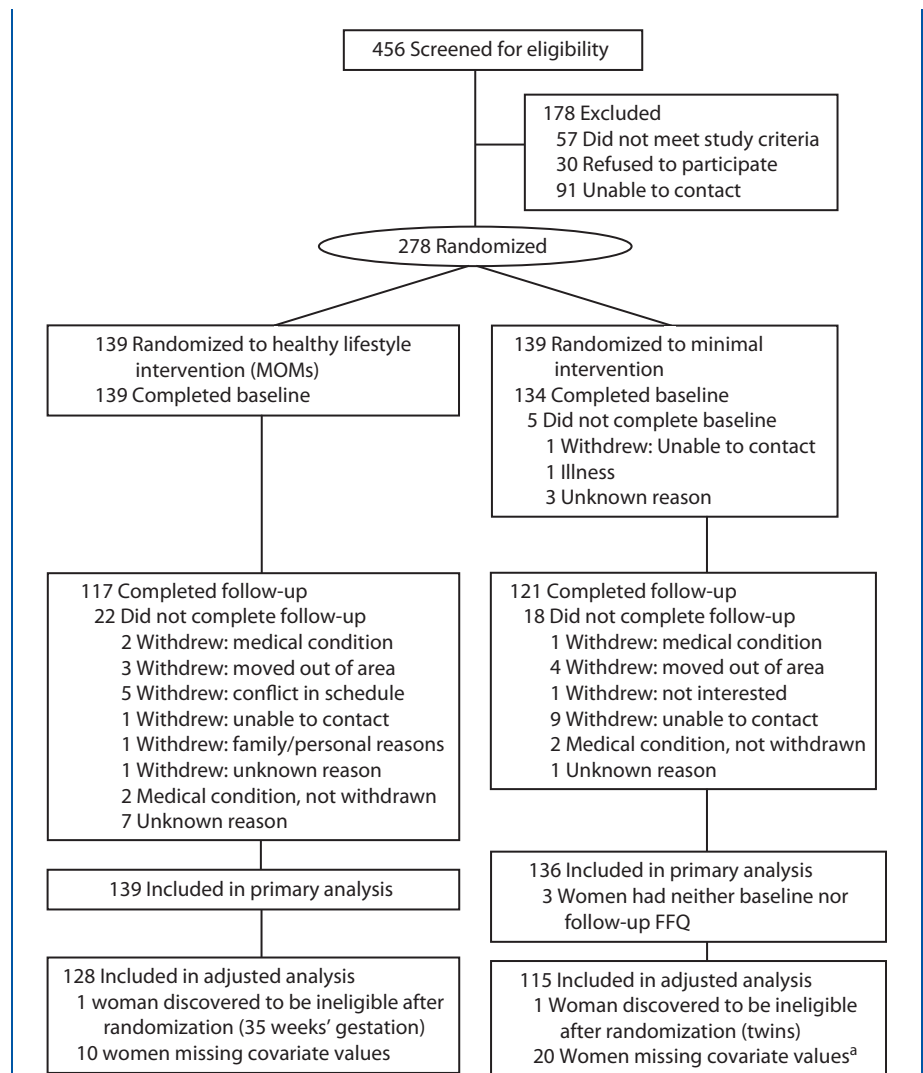 456 Screened for eligibility
178 Excluded
57 Did not meet study criteria
30 Refused to participate
91 Unable to contact
278 Randomized
139 Randomized to healthy lifestyle
intervention (MOMs)
139 Completed baseline
139 Randomized to minimal
intervention
134 Completed baseline
5 Did not complete baseline
1 Withdrew: Unable to contact
1 Illness
3 Unknown reason
117 Completed follow-up
22 Did not complete follow-up
2 Withdrew: medical condition
3 Withdrew: moved out of area
5 Withdrew: conflict in schedule
1 Withdrew: unable to contact
1 Withdrew: family/personal reasons
1 Withdrew: unknown reason
2 Medical condition, not withdrawn
7 Unknown reason
121 Completed follow-up
18 Did not complete follow-up
1 Withdrew: medical condition
4 Withdrew: moved out of area
1 Withdrew: not interested
9 Withdrew: unable to contact
2 Medical condition, not withdrawn
1 Unknown reason
139 Included in primary analysis
136 Included in primary analysis
3 Women had neither baseline nor
follow-up FFQ
128 Included in adjusted analysis
1 woman discovered to be ineligible after
randomization (35 weeks' gestation)
10 women missing covariate values
115 Included in adjusted analysis
1 Woman discovered to be ineligible
after randomization (twins)
20 Women missing covariate valuesᵃ